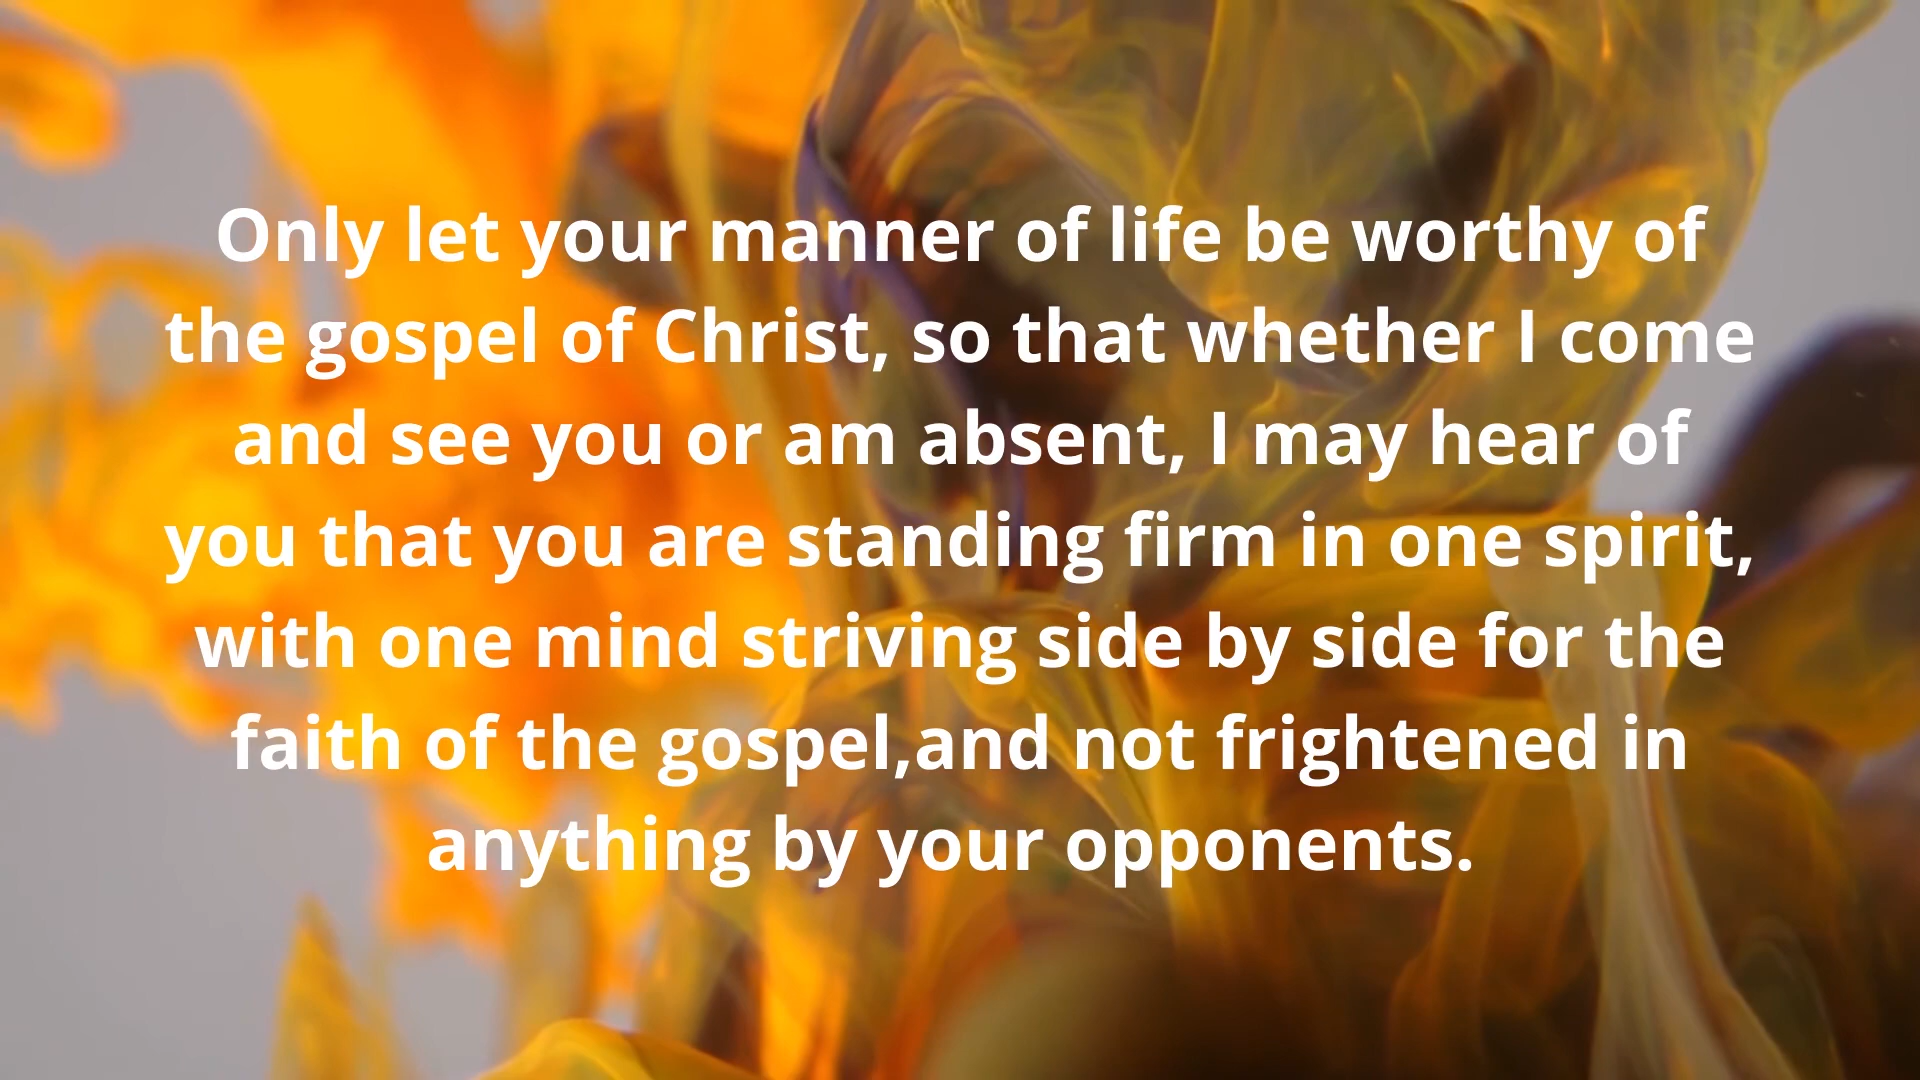 Only let your manner of life be worthy of
the gospel of Christ, so that whether I come
and see you or am absent, I may hear of
you that you are standing firm in one spirit,
with one mind striving side by side for the
faith of the gospel,and not frightened in
anything by your opponents.